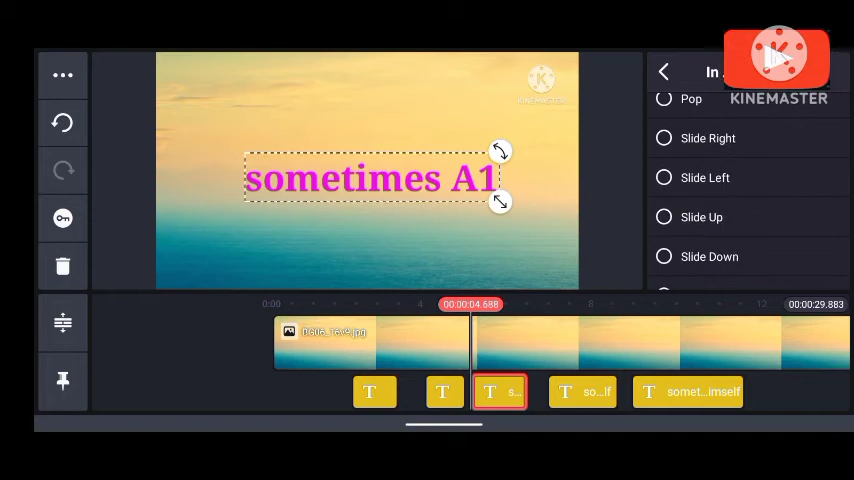 In
KINEMASTER
KINEMASTER
Pop
Slide Right
sometimes A1
Slide Left
Slide Up
Slide Down
0:00
4
00:00:04.688
8
12
00:00:29.883
T
T
T s...
T so...lf
T somet...imself